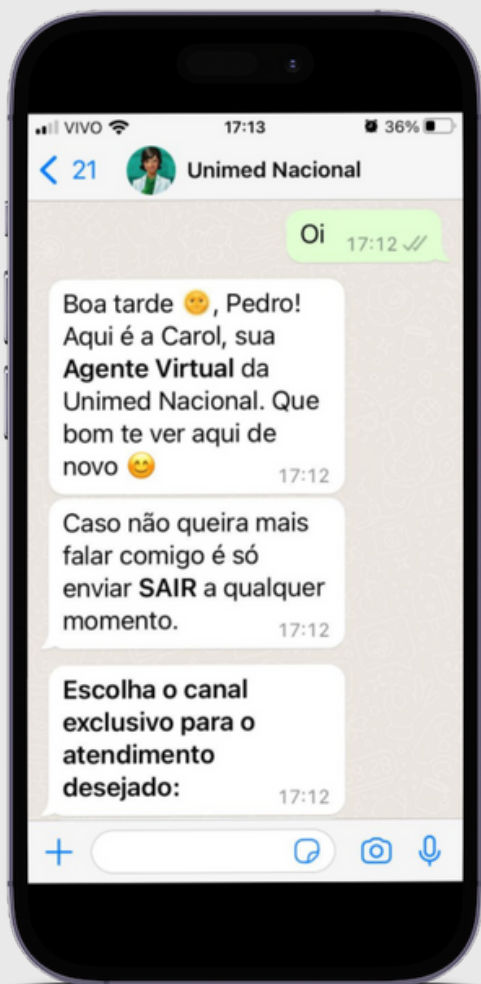 VIVO 17:13 36%
21 Unimed Nacional
Oi 17:12
Boa tarde 🌞, Pedro!
Aqui é a Carol, sua
Agente Virtual da
Unimed Nacional. Que
bom te ver aqui de
novo 😊 17:12
Caso não queira mais
falar comigo é só
enviar SAIR a qualquer
momento. 17:12
Escolha o canal
exclusivo para o
atendimento
desejado: 17:12